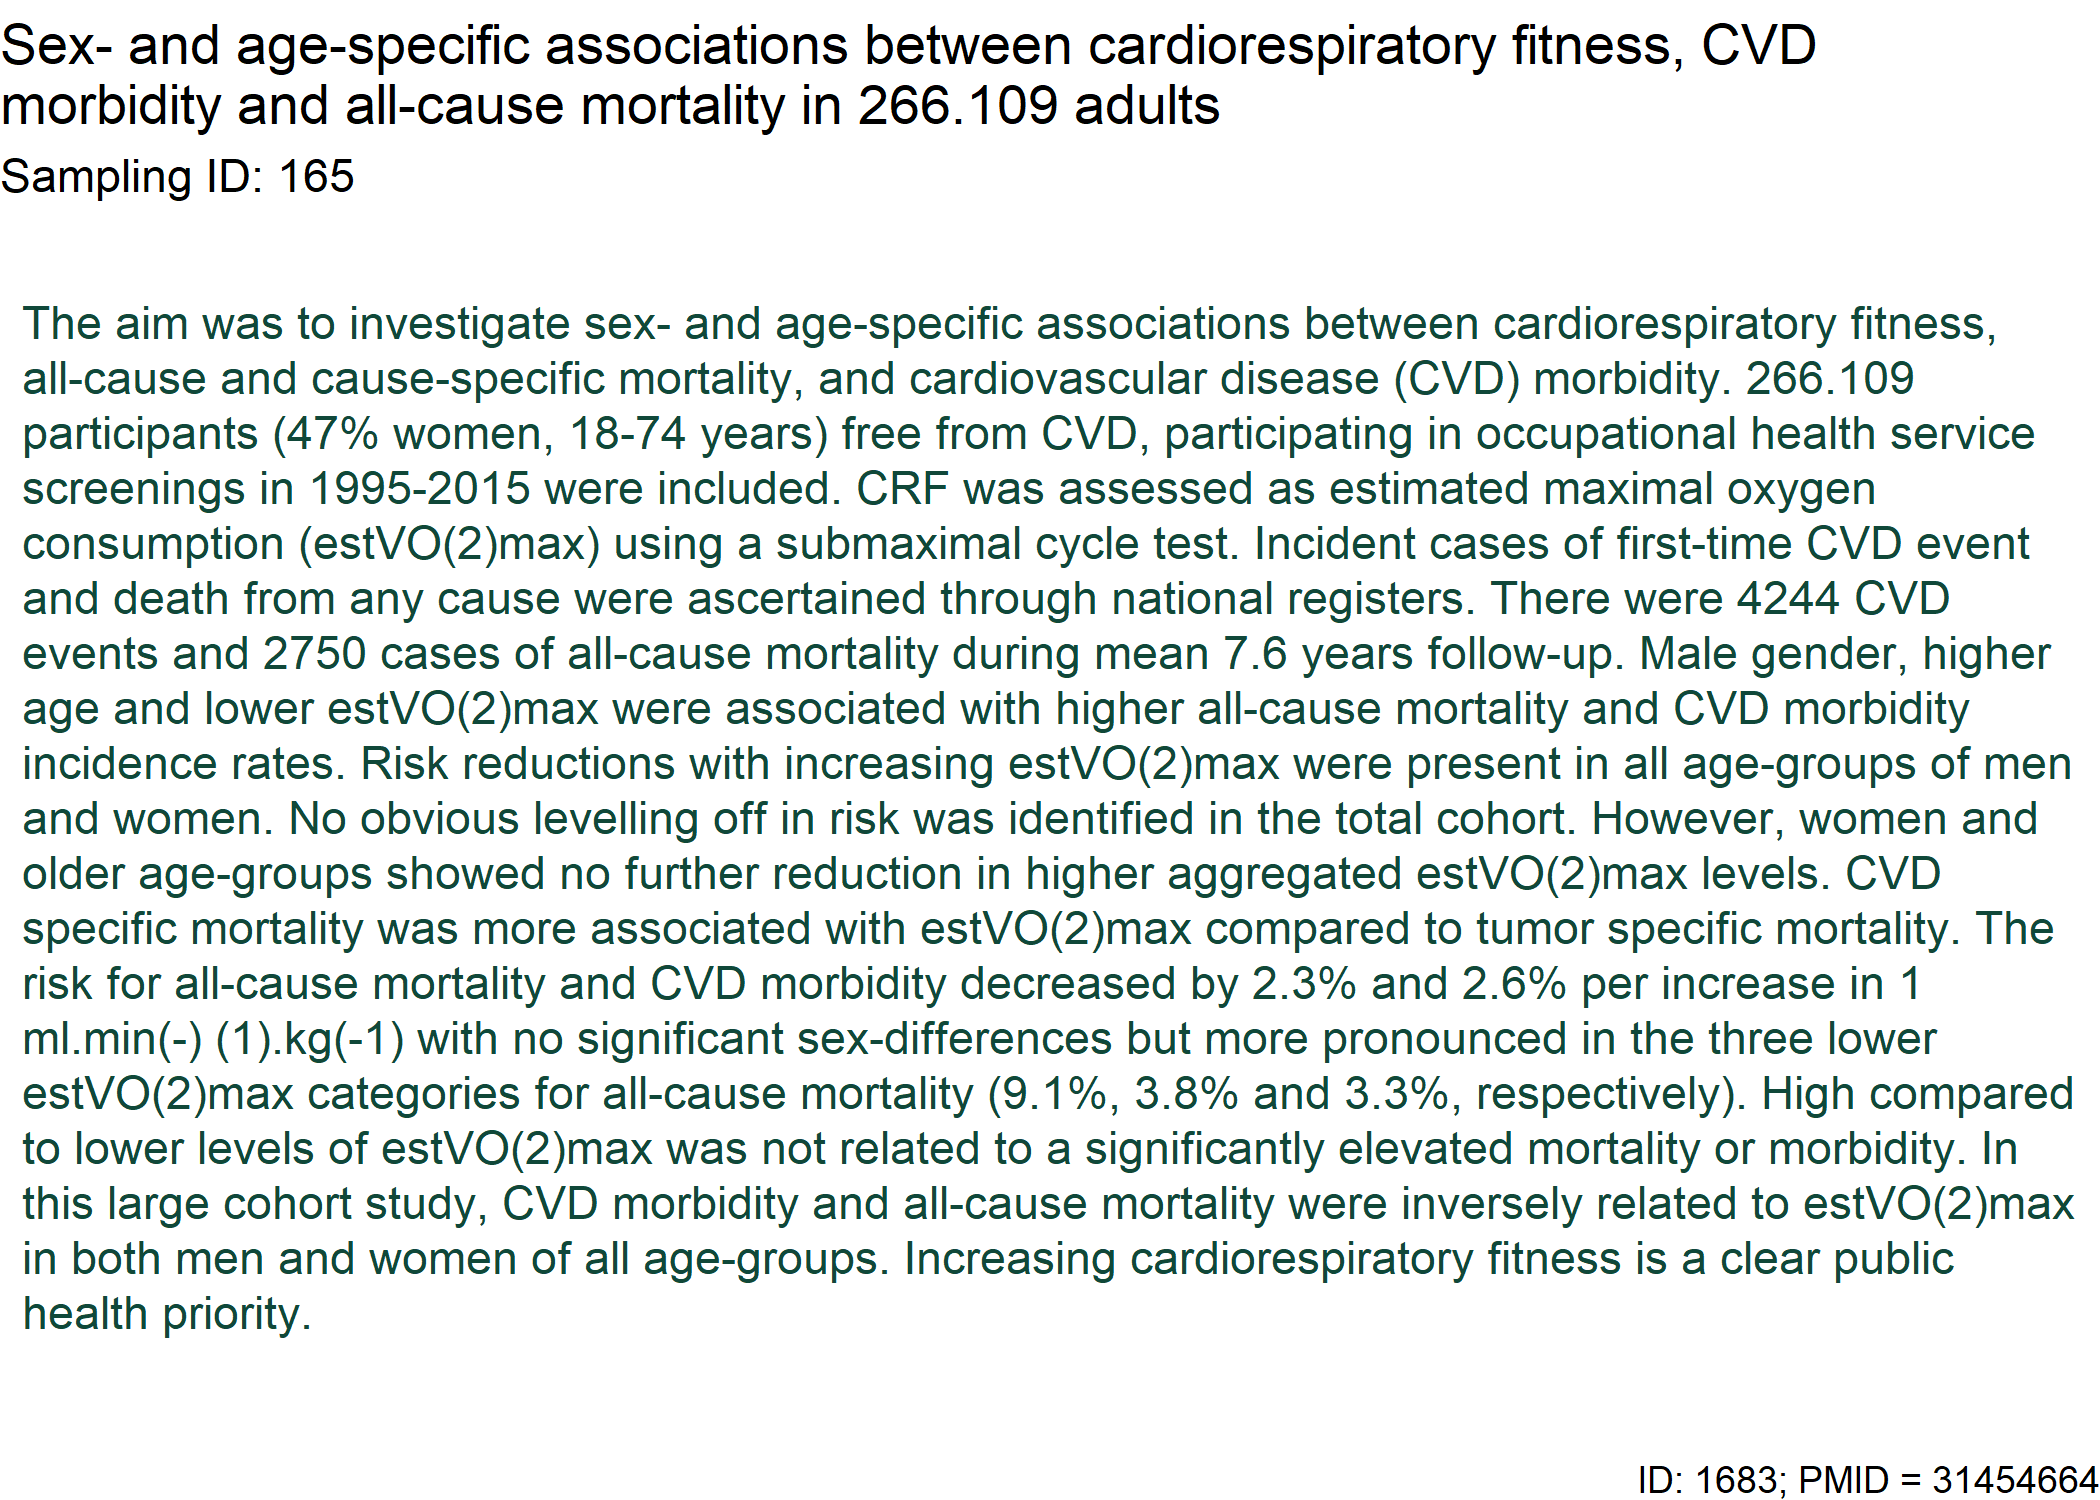 Sex- and age-specific associations between cardiorespiratory fitness, CVD
morbidity and all-cause mortality in 266.109 adults
Sampling ID: 165
The aim was to investigate sex- and age-specific associations between cardiorespiratory fitness,
all-cause and cause-specific mortality, and cardiovascular disease (CVD) morbidity. 266.109
participants (47% women, 18-74 years) free from CVD, participating in occupational health service
screenings in 1995-2015 were included. CRF was assessed as estimated maximal oxygen
consumption (estVO(2)max) using a submaximal cycle test. Incident cases of first-time CVD event
and death from any cause were ascertained through national registers. There were 4244 CVD
events and 2750 cases of all-cause mortality during mean 7.6 years follow-up. Male gender, higher
age and lower estVO(2)max were associated with higher all-cause mortality and CVD morbidity
incidence rates. Risk reductions with increasing estVO(2)max were present in all age-groups of men
and women. No obvious levelling off in risk was identified in the total cohort. However, women and
older age-groups showed no further reduction in higher aggregated estVO(2)max levels. CVD
specific mortality was more associated with estVO(2)max compared to tumor specific mortality. The
risk for all-cause mortality and CVD morbidity decreased by 2.3% and 2.6% per increase in 1
ml.min(-) (1).kg(-1) with no significant sex-differences but more pronounced in the three lower
estVO(2)max categories for all-cause mortality (9.1%, 3.8% and 3.3%, respectively). High compared
to lower levels of estVO(2)max was not related to a significantly elevated mortality or morbidity. In
this large cohort study, CVD morbidity and all-cause mortality were inversely related to estVO(2)max
in both men and women of all age-groups. Increasing cardiorespiratory fitness is a clear public
health priority.
ID: 1683; PMID = 31454664